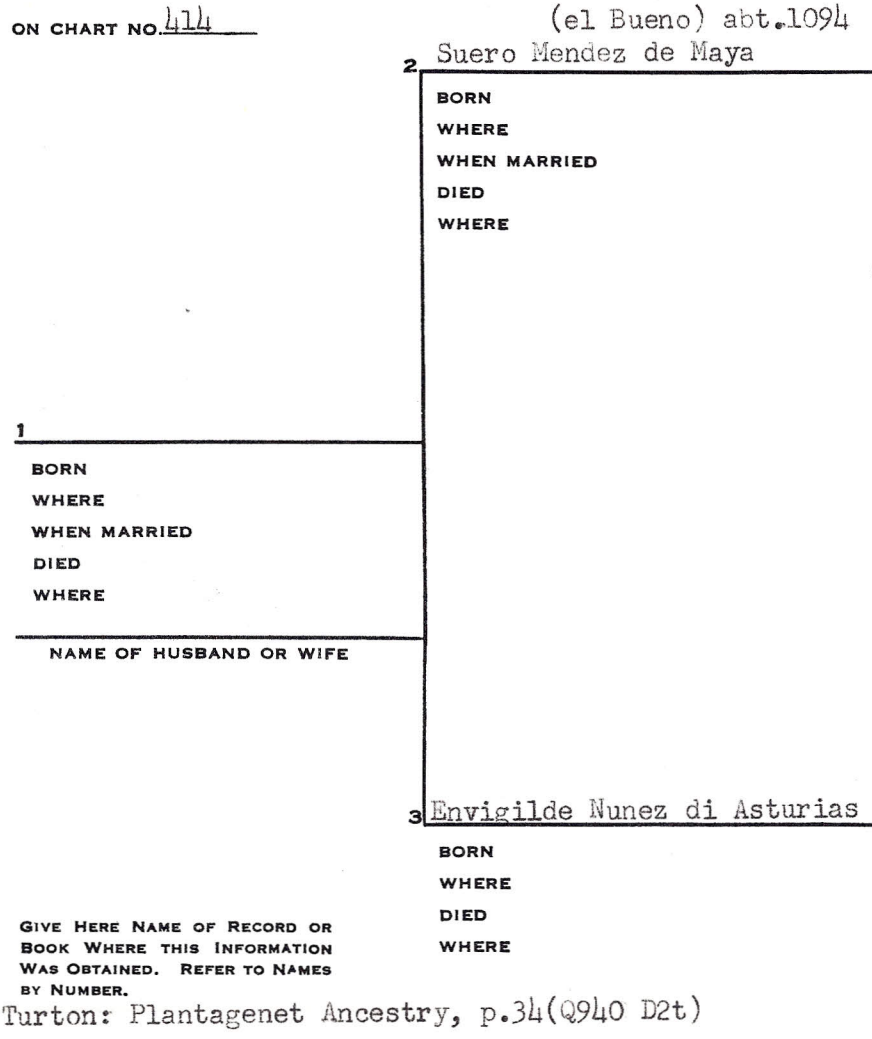 ON CHART NO. 414
(el Bueno) abt.1094
2 Suero Mendez de Maya
BORN
WHERE
WHEN MARRIED
DIED
WHERE
1
BORN
WHERE
WHEN MARRIED
DIED
WHERE
NAME OF HUSBAND OR WIFE
3 Envigilde Nunez di Asturias
BORN
WHERE
DIED
WHERE
GIVE HERE NAME OF RECORD OR
BOOK WHERE THIS INFORMATION
WAS OBTAINED. REFER TO NAMES
BY NUMBER.
Turton: Plantagenet Ancestry, p.34(Q940 D2t)